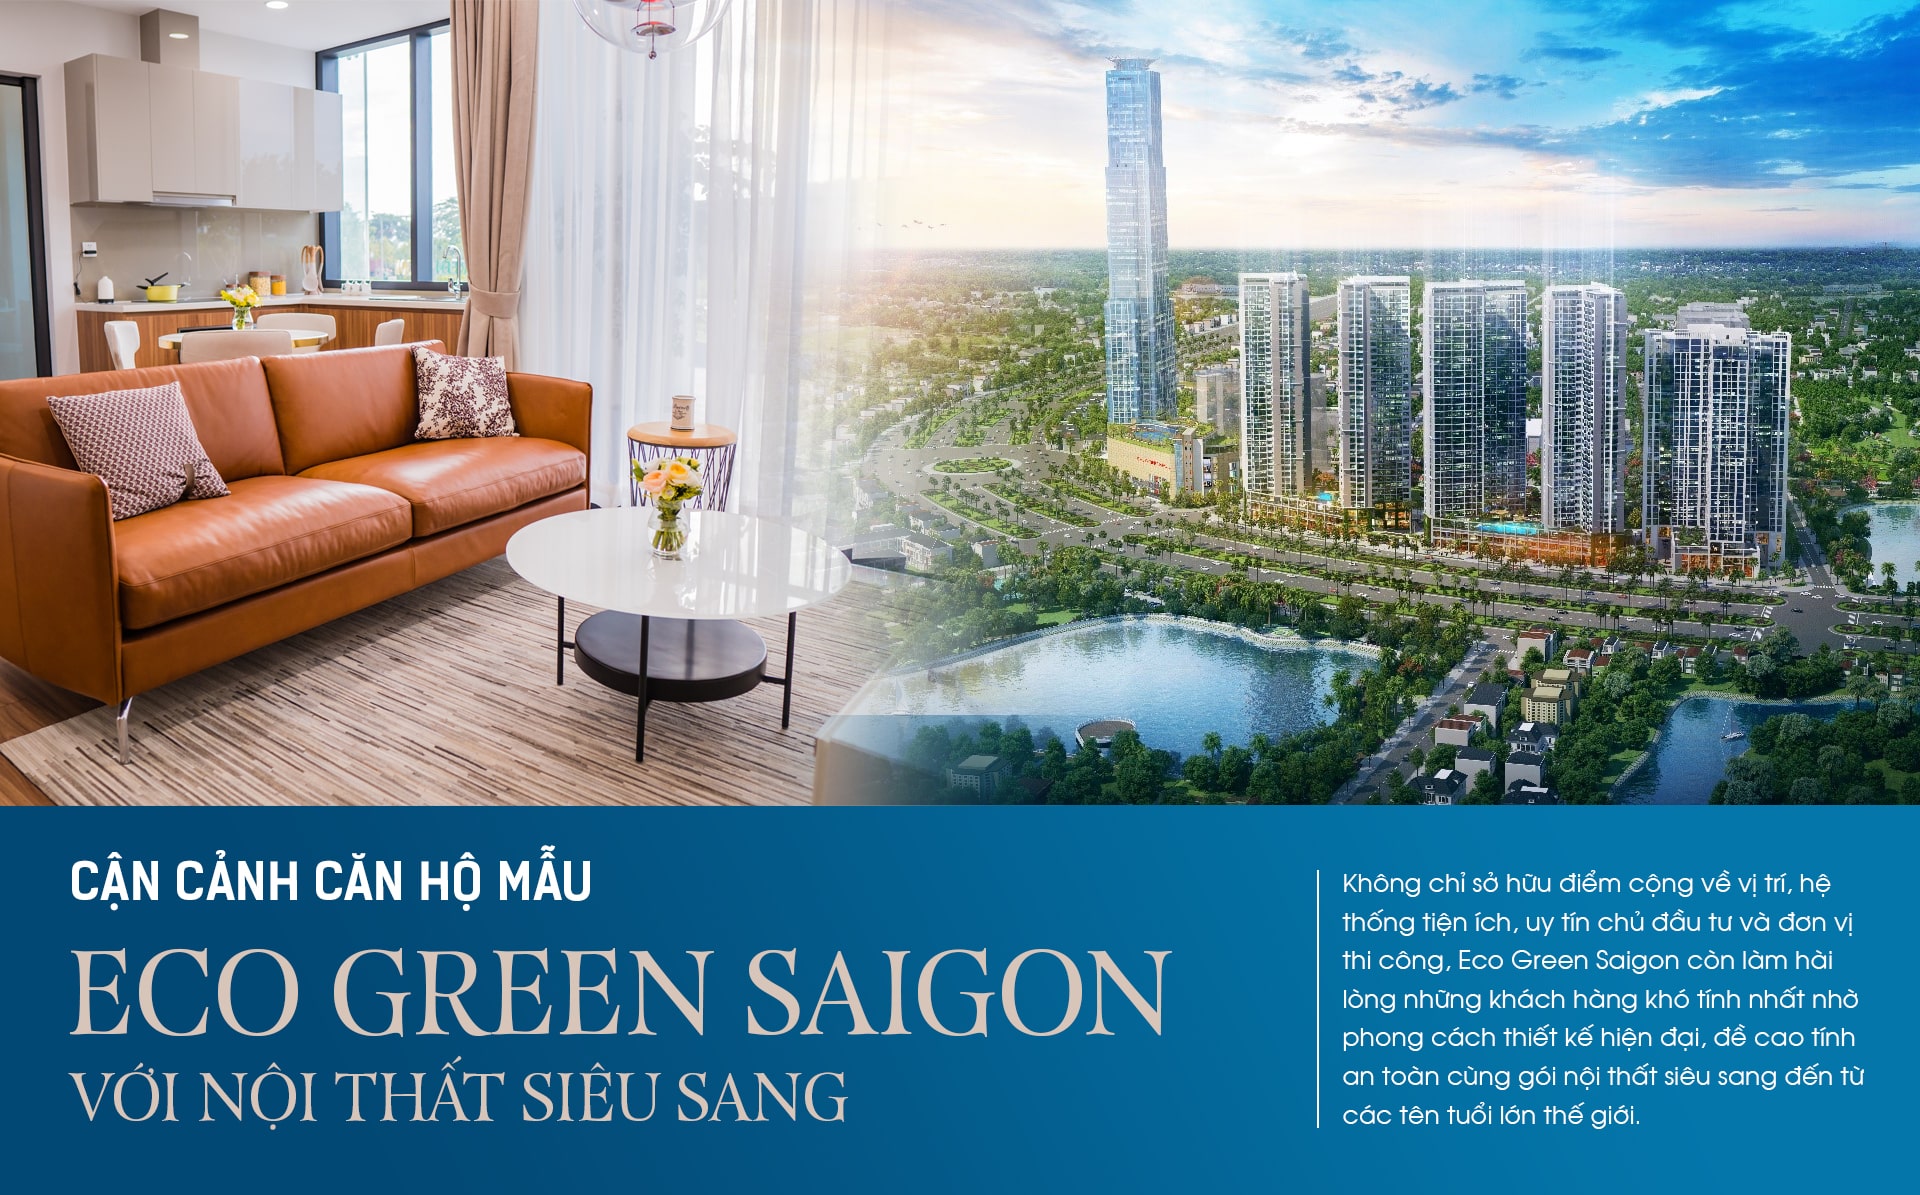 CẬN CẢNH CĂN HỘ MẪU
ECO GREEN SAIGON
VỚI NỘI THẤT SIÊU SANG
Không chỉ sở hữu điểm cộng về vị trí, hệ
thống tiện ích, uy tín chủ đầu tư và đơn vị
thi công, Eco Green Saigon còn làm hài
lòng những khách hàng khó tính nhất nhờ
phong cách thiết kế hiện đại, đề cao tính
an toàn cùng gói nội thất siêu sang đến từ
các tên tuổi lớn thế giới.